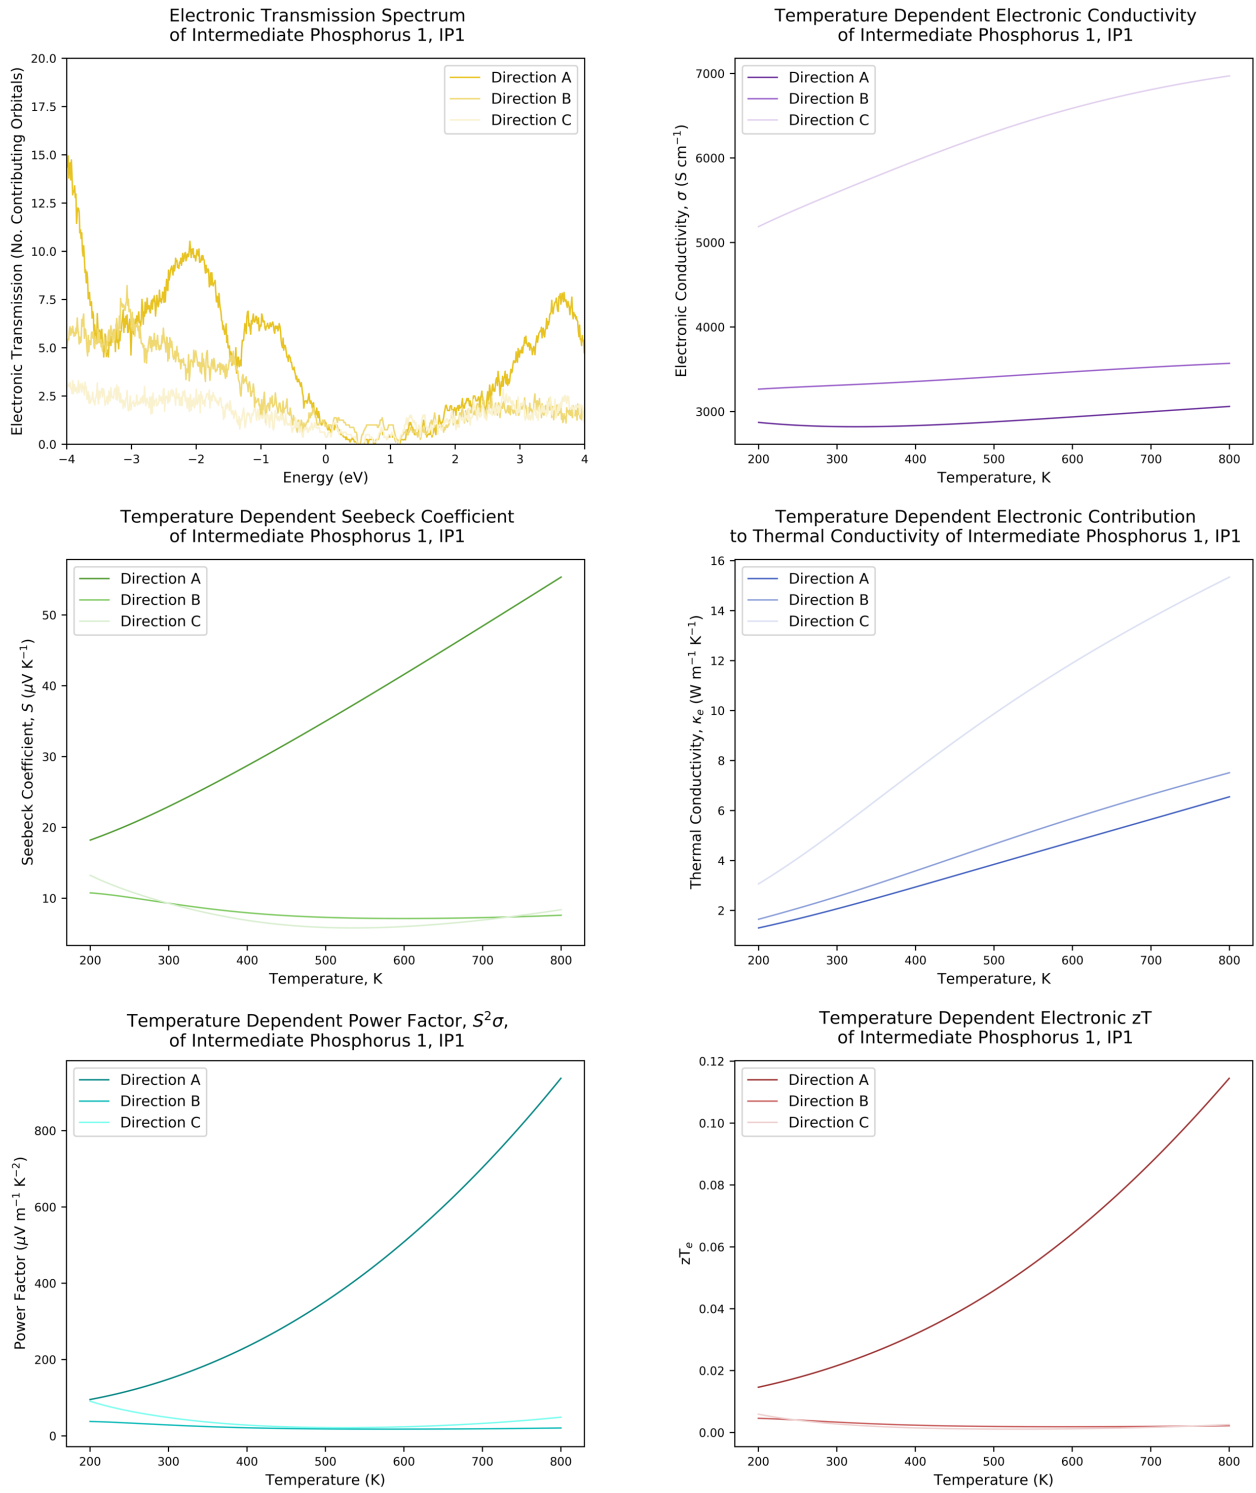 Electronic Transmission Spectrum
of Intermediate Phosphorus 1, IP1
Electronic Transmission (No. Contributing Orbitals)
20.0
17.5
15.0
12.5
10.0
7.5
5.0
2.5
0.0
Direction A
Direction B
Direction C
−4 −3 −2 −1 0 1 2 3 4
Energy (eV)
Temperature Dependent Electronic Conductivity
of Intermediate Phosphorus 1, IP1
Electronic Conductivity, σ (S cm⁻¹)
7000
6000
5000
4000
3000
Direction A
Direction B
Direction C
200 300 400 500 600 700 800
Temperature, K
Temperature Dependent Seebeck Coefficient
of Intermediate Phosphorus 1, IP1
Seebeck Coefficient, S (μV K⁻¹)
50
40
30
20
10
Direction A
Direction B
Direction C
200 300 400 500 600 700 800
Temperature, K
Temperature Dependent Electronic Contribution
to Thermal Conductivity of Intermediate Phosphorus 1, IP1
Thermal Conductivity, κₑ (W m⁻¹ K⁻¹)
16
14
12
10
8
6
4
2
Direction A
Direction B
Direction C
200 300 400 500 600 700 800
Temperature, K
Temperature Dependent Power Factor, S²σ,
of Intermediate Phosphorus 1, IP1
Power Factor (μV m⁻¹ K⁻²)
800
600
400
200
0
Direction A
Direction B
Direction C
200 300 400 500 600 700 800
Temperature (K)
Temperature Dependent Electronic zT
of Intermediate Phosphorus 1, IP1
zTₑ
0.12
0.10
0.08
0.06
0.04
0.02
0.00
Direction A
Direction B
Direction C
200 300 400 500 600 700 800
Temperature (K)